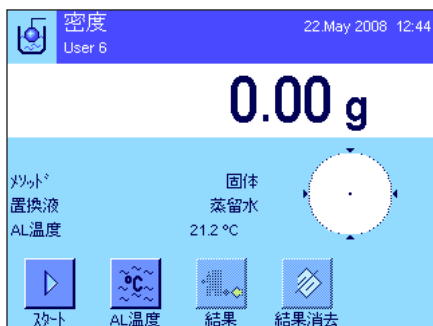 密度
22.May 2008 12:44
User 6
0.00 g
ﾒｿｯﾄﾞ 固体
置換液 蒸留水
AL温度 21.2 °C
°C
ｽﾀｰﾄ AL温度 結果 結果消去